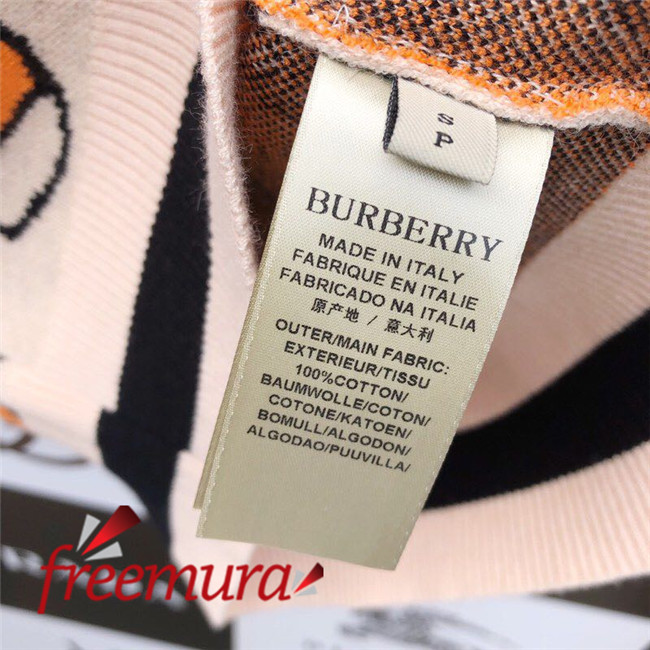 S
P
BURBERRY
MADE IN ITALY
FABRIQUE EN ITALIE
FABRICADO NA ITALIA
原产地 / 意大利
OUTER/MAIN FABRIC:
EXTERIEUR/TISSU
100%COTTON/
BAUMWOLLE/COTON/
COTONE/KATOEN/
BOMULL/ALGODON/
ALGODAO/PUUVILLA/
freemura